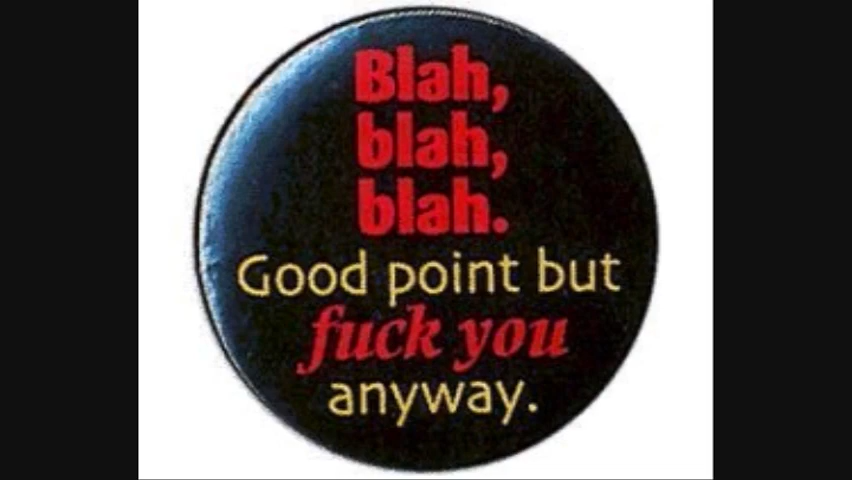 Blah,
blah,
blah.
Good point but
fuck you
anyway.